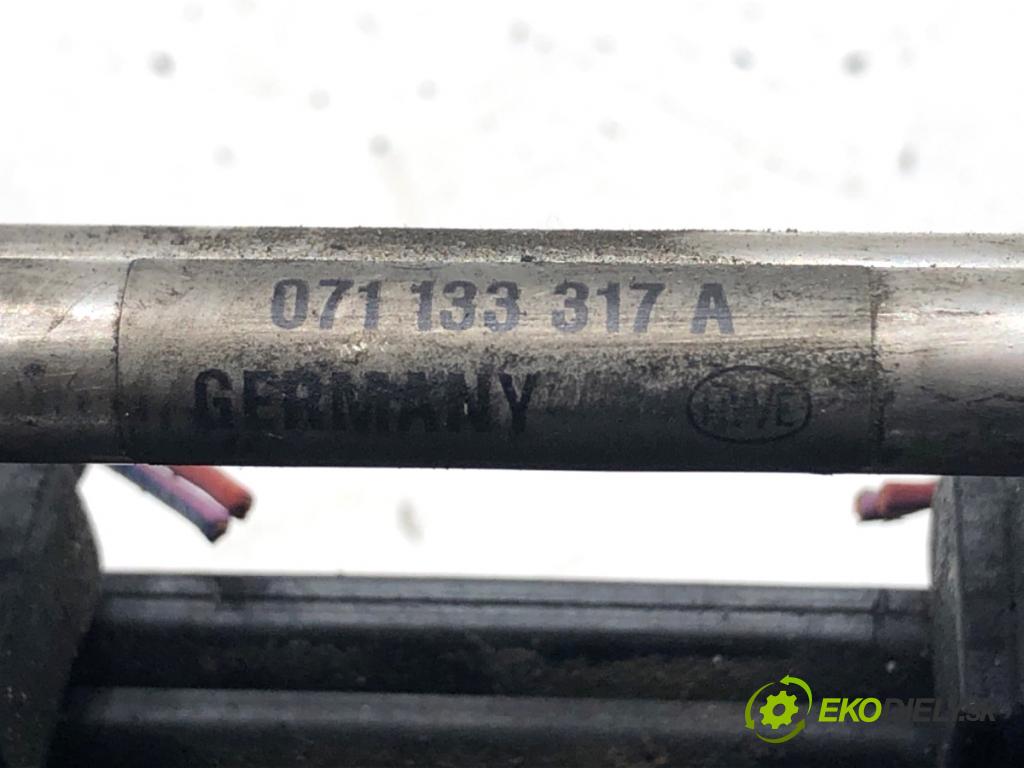 071 133 317 A
GERMANY
EKODIELY.SK